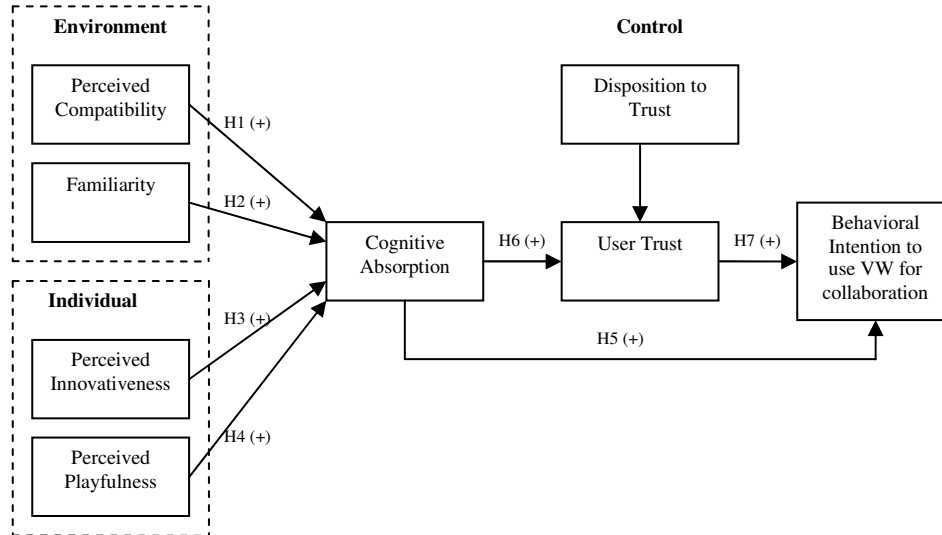 Environment
Perceived
Compatibility
H1 (+)
Familiarity
H2 (+)
Individual
Perceived
Innovativeness
H3 (+)
Perceived
Playfulness
H4 (+)
Cognitive
Absorption
H6 (+)
H5 (+)
Control
Disposition to
Trust
User Trust
H7 (+)
Behavioral
Intention to
use VW for
collaboration